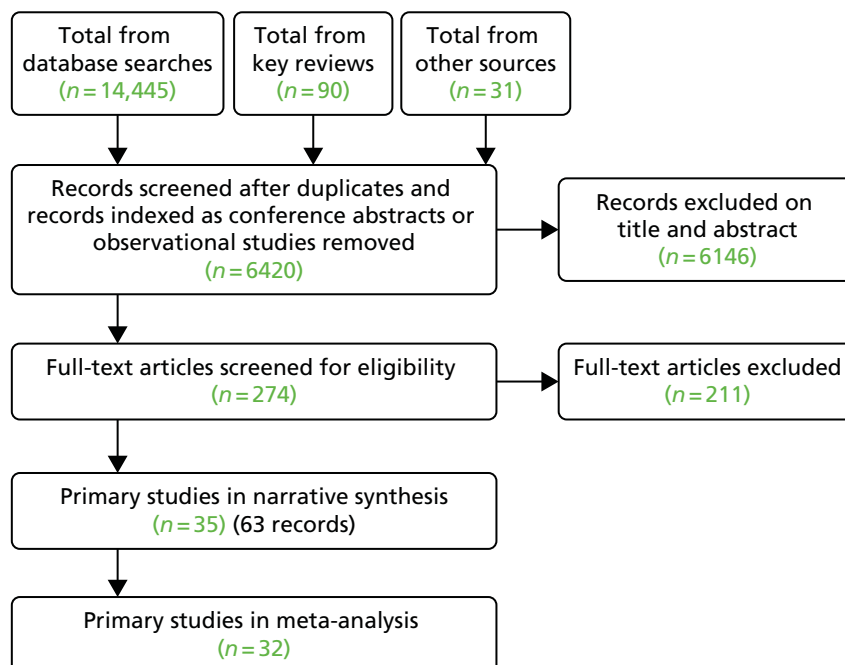 Total from
database searches
(n = 14,445)
Total from
key reviews
(n = 90)
Total from
other sources
(n = 31)
Records screened after duplicates and
records indexed as conference abstracts or
observational studies removed
(n = 6420)
Records excluded on
title and abstract
(n = 6146)
Full-text articles screened for eligibility
(n = 274)
Full-text articles excluded
(n = 211)
Primary studies in narrative synthesis
(n = 35) (63 records)
Primary studies in meta-analysis
(n = 32)